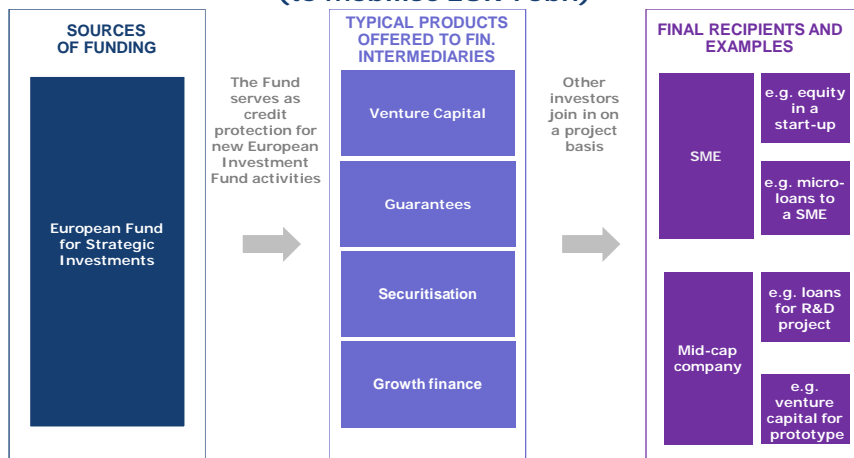 SOURCES
OF FUNDING
European Fund
for Strategic
Investments
The Fund
serves as
credit
protection for
new European
Investment
Fund activities
TYPICAL PRODUCTS
OFFERED TO FIN.
INTERMEDIARIES
Venture Capital
Guarantees
Securitisation
Growth finance
Other
investors
join in on
a project
basis
FINAL RECIPIENTS AND
EXAMPLES
SME
e.g. equity
in a
start-up
e.g. micro-
loans to
a SME
Mid-cap
company
e.g. loans
for R&D
project
e.g.
venture
capital for
prototype